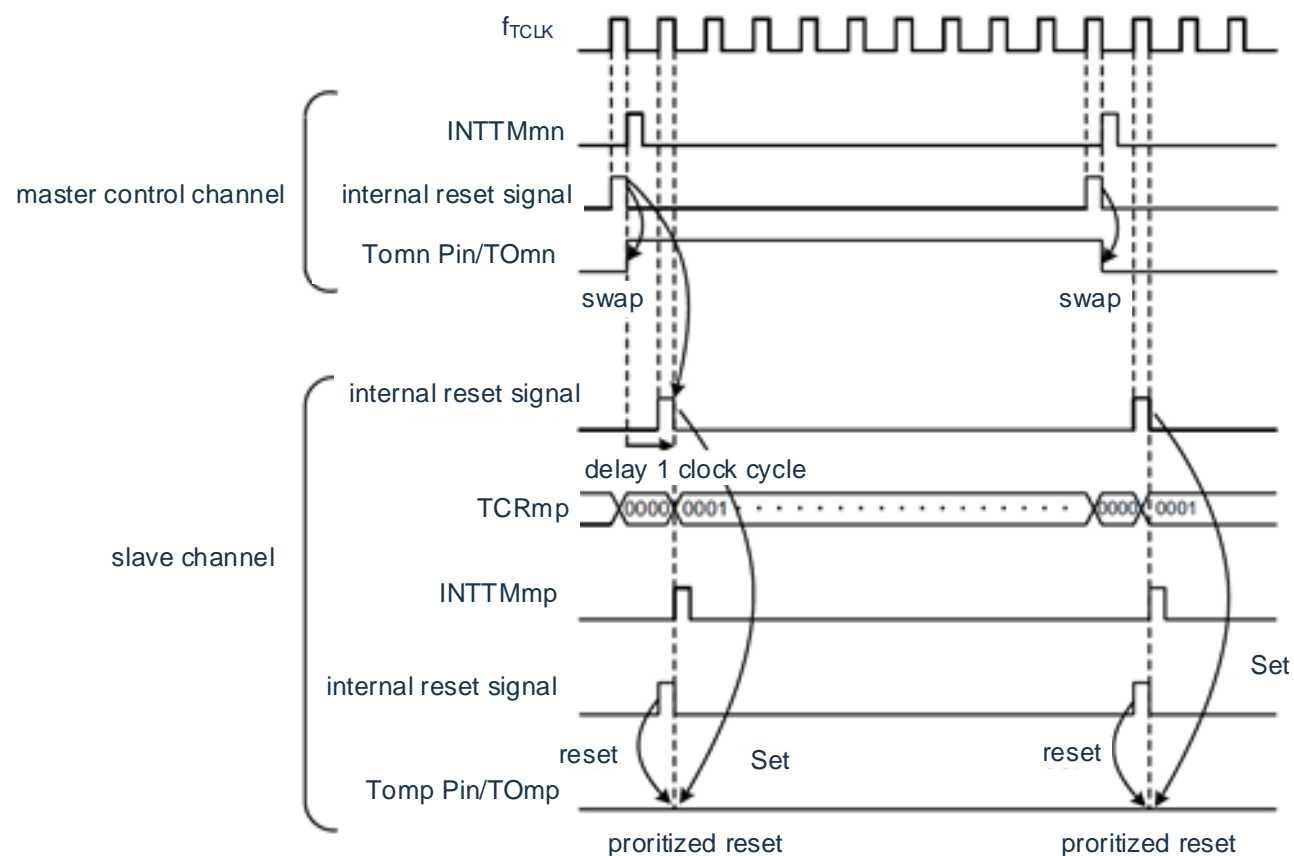 fTCLK
INTTMmn
master control channel
internal reset signal
Tomn Pin/TOmn
swap
swap
internal reset signal
delay 1 clock cycle
TCRmp
0000
0001
0000
0001
slave channel
INTTMmp
Set
internal reset signal
reset
Set
reset
Tomp Pin/TOmp
proritized reset
proritized reset